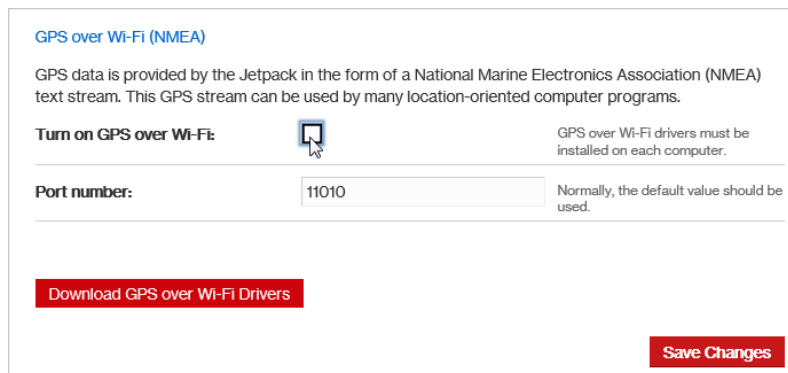 GPS over Wi-Fi (NMEA)
GPS data is provided by the Jetpack in the form of a National Marine Electronics Association (NMEA)
text stream. This GPS stream can be used by many location-oriented computer programs.
Turn on GPS over Wi-Fi:
GPS over Wi-Fi drivers must be
installed on each computer.
Port number:
11010
Normally, the default value should be
used.
Download GPS over Wi-Fi Drivers
Save Changes